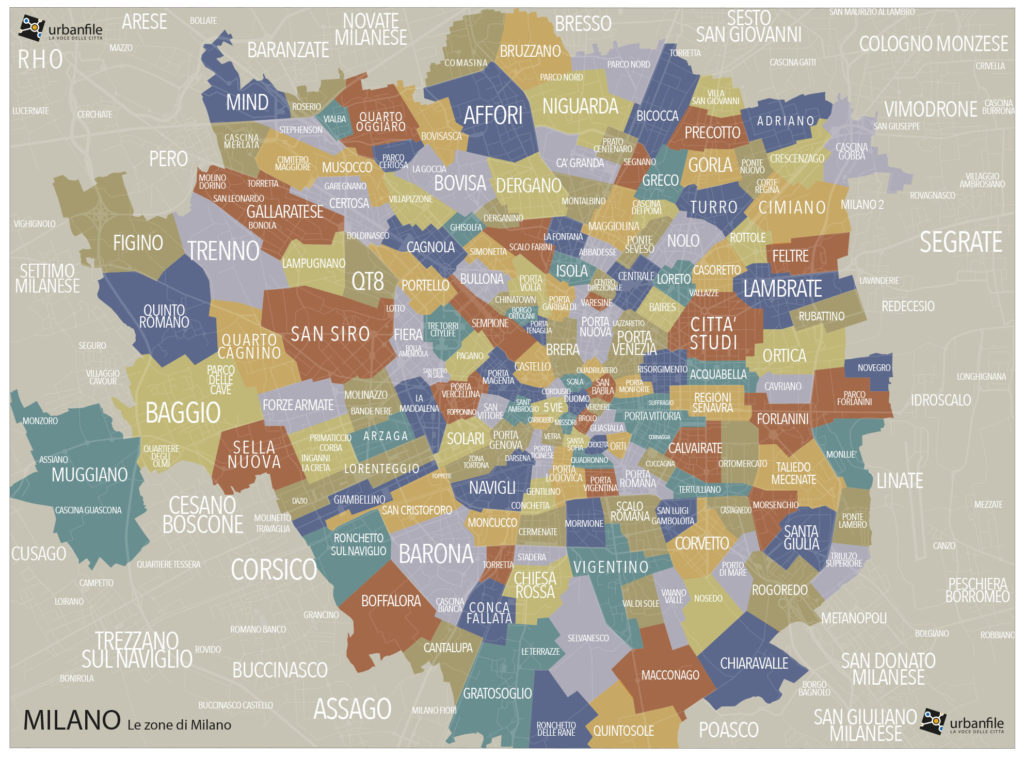 urbanfile
LA VOCE DELLE CITTÀ
ARESE
BOLLATE
MAZZO
RHO
BARANZATE
NOVATE
MILANESE
COMASINA
BRUZZANO
BRESSO
PARCO NORD
PARCO NORD
SESTO
SAN GIOVANNI
TORRETTA
SAN MAURIZIO AL LAMBRO
COLOGNO MONZESE
CASCINA GATTI
CRIVELLA
LUCERNATE
CERCHIATE
MIND
ROSERIO
VIALBA
STEPHENSON
QUARTO
OGGIARO
AFFORI
NIGUARDA
BICOCCA
VILLA
SAN GIOVANNI
PRECOTTO
ADRIANO
VIMODRONE
CASCINA
BURRONA
SAN GIUSEPPE
CASCINA
GOBBA
PERO
CASCINA
MERLATA
CIMITERO
MAGGIORE
MUSOCCO
PARCO
CERTOSA
BOVISASCA
LA GOCCIA
BOVISA
DERGANO
CA' GRANDA
PRATO
CENTENARO
SEGNANO
GRECO
GORLA
PONTE
NUOVO
CRESCENZAGO
CORTE
REGINA
VILLAGGIO
AMBROSIANO
ROVAGNASCO
MOLINO
DORINO
TORRETTA
SAN LEONARDO
GALLARATESE
BONOLA
GAREGNANO
CERTOSA
VILLAPIZZONE
MONTALBINO
CASCINA
DEI POMI
TURRO
CIMIANO
MILANO 2
VIGHIGNOLO
FIGINO
TRENNO
BOLDINASCO
CAGNOLA
GHISOLFA
DERGANINO
SIMONETTA
SCALO FARINI
LA FONTANA
ABBADESSE
MAGGIOLINA
PONTE
SEVESO
NOLO
ROTTOLE
FELTRE
SEGRATE
SETTIMO
MILANESE
LAMPUGNANO
QT8
PORTELLO
BULLONA
PORTA
VOLTA
ISOLA
CENTRO
DIREZIONALE
CENTRALE
LORETO
CASORETTO
VALLAZZE
LAMBRATE
LAVANDERIE
REDECESIO
RUBATTINO
QUINTO
ROMANO
LOTTO
SAN SIRO
FIERA
TRE TORRI
CITYLIFE
SEMPIONE
CHINATOWN
BORGO
ORTOLANI
PORTA
TENAGLIA
PORTA
GARIBALDI
VARESINE
PORTA
NUOVA
LAZZARETTO
PORTA
VENEZIA
BAIRES
CITTA'
STUDI
ORTICA
SEGURO
QUARTO
CAGNINO
PAGANO
BRERA
CASTELLO
QUADRILATERO
RISORGIMENTO
ACQUABELLA
NOVEGRO
VILLAGGIO
CAVOUR
PARCO
DELLE
CAVE
MOLINAZZO
PORTA
MAGENTA
SCALA
SAN
BABILA
PORTA
MONFORTE
CAVRIANO
PARCO
FORLANINI
LONGHIGNANA
IDROSCALO
BAGGIO
FORZE ARMATE
BANDE NERE
LA
MADDALENA
PORTA
VERCELLINA
FOPPONINO
SAN
VITTORE
SANT'
AMBROGIO
5 VIE
CORDUSIO
DUOMO
VERZIERE
SUFFRAGIO
REGIONI
SENAVRA
FORLANINI
MONZORO
ASSIANO
MUGGIANO
CASCINA GUASCONA
QUARTIERE
DEGLI
OLMI
SELLA
NUOVA
PRIMATICCIO
CORBA
INGANNI
LA CRETA
ARZAGA
SOLARI
CARROBBIO
MISSORI
BROLO
GUASTALLA
PORTA VITTORIA
CORNAGGIA
CALVAIRATE
MONLUE'
LORENTEGGIO
ZONA
TORTONA
PORTA
GENOVA
DARSENA
VETRA
PORTA
TICINESE
SANTA
SOFIA
CROCETTA
ORTI
QUADRONNO
CUCCAGNA
ORTOMERCATO
TALIEDO
MECENATE
LINATE
CESANO
BOSCONE
DAZIO
GIAMBELLINO
NAVIGLI
GENTILINO
CONCHETTA
PORTA
LODOVICA
PORTA
VIGENTINA
PORTA
ROMANA
TERTULLIANO
MOLINETTO
TRAVAGLIA
SAN CRISTOFORO
MONCUCCO
CERMENATE
MORIVIONE
SCALO
ROMANA
SAN LUIGI
GAMBOLOITA
CASTAGNEDO
MORSENCHIO
MEZZATE
CUSAGO
RONCHETTO
SUL NAVIGLIO
BARONA
STADERA
CORVETTO
SANTA
GIULIA
PONTE
LAMBRO
CANZO
QUARTIERE TESSERA
CORSICO
TORRETTA
CHIESA
ROSSA
VIGENTINO
PORTO
DI MARE
TRIULZO
SUPERIORE
CAMPETTO
LOIRANO
BOFFALORA
CASCINA
BIANCA
CONCA
FALLATA
VAL DI SOLE
VAIANO
VALLE
NOSEDO
ROGOREDO
METANOPOLI
PESCHIERA
BORROMEO
GRANCINO
ROMANO BANCO
TREZZANO
SUL NAVIGLIO
ROVIDO
CANTALUPA
LE TERRAZZE
SELVANESCO
BOLGIANO
ROBBIANO
BUCCINASCO
BONIROLA
GRATOSOGLIO
MACCONAGO
CHIARAVALLE
SAN DONATO
MILANESE
BORGO
BAGNOLO
BUCCINASCO CASTELLO
ASSAGO
MILANO FIORI
RONCHETTO
DELLE RANE
QUINTOSOLE
POASCO
SAN GIULIANO
MILANESE
MILANO Le zone di Milano
urbanfile
LA VOCE DELLE CITTÀ